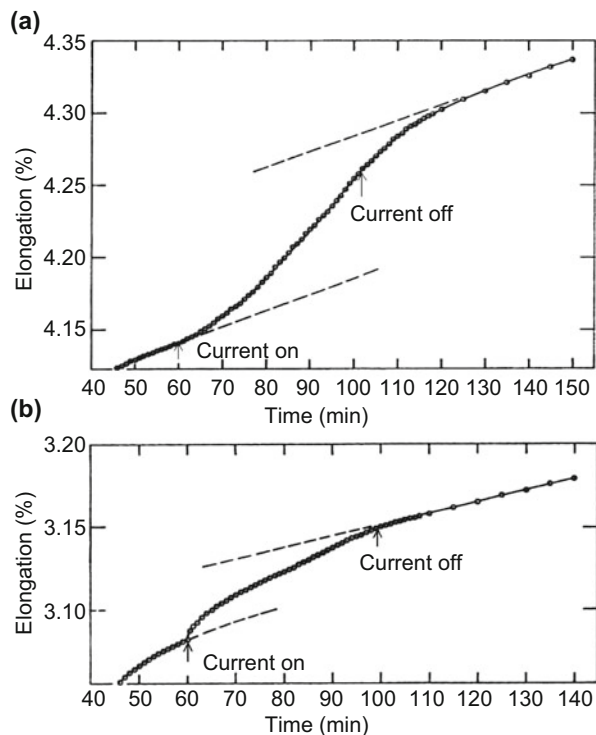 (a)
4.35
4.30
4.25
4.20
4.15
Elongation (%)
Current off
Current on
40 50 60 70 80 90 100 110 120 130 140 150
Time (min)
(b)
3.20
3.15
3.10
Elongation (%)
Current off
Current on
40 50 60 70 80 90 100 110 120 130 140
Time (min)